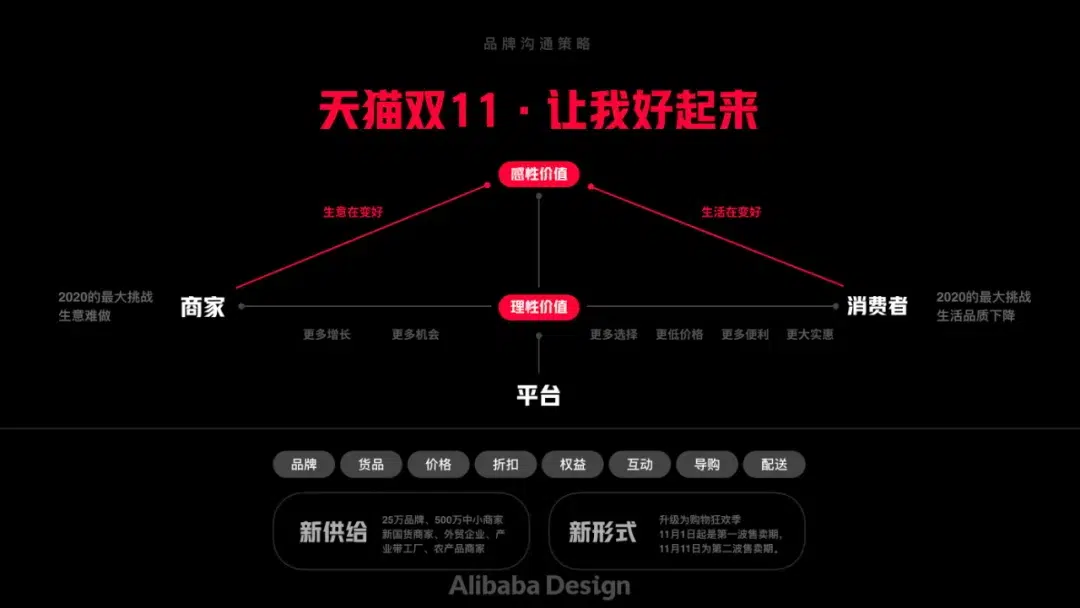 品牌沟通策略
天猫双11·让我好起来
感性价值
生意在变好
生活在变好
2020的最大挑战
生意难做
商家
理性价值
消费者
2020的最大挑战
生活品质下降
更多增长
更多机会
更多选择
更低价格
更多便利
更大实惠
平台
品牌
货品
价格
折扣
权益
互动
导购
配送
新供给
25万品牌、500万中小商家
新国货商家、外贸企业、产
业带工厂、农产品商家
新形式
升级为购物狂欢季
11月1日起是第一波售卖期，
11月11日为第二波售卖期。
Alibaba Design